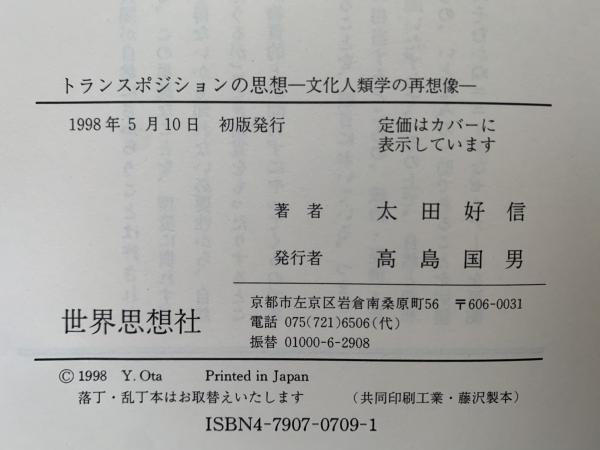 トランスポジションの思想―文化人類学の再想像―
1998年5月10日 初版発行 定価はカバーに
表示しています
著者 太田好信
発行者 高島国男
世界思想社
京都市左京区岩倉南桑原町56 〒606-0031
電話 075(721)6506(代)
振替 01000-6-2908
© 1998 Y. Ota Printed in Japan
落丁・乱丁本はお取替えいたします (共同印刷工業・藤沢製本)
ISBN4-7907-0709-1